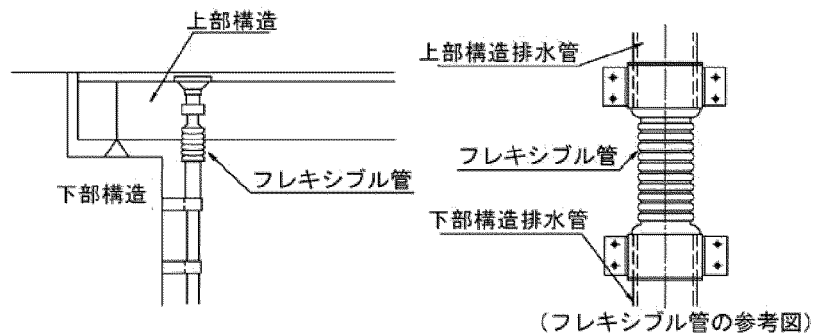 上部構造
フレキシブル管
下部構造
上部構造排水管
フレキシブル管
下部構造排水管
(フレキシブル管の参考図)